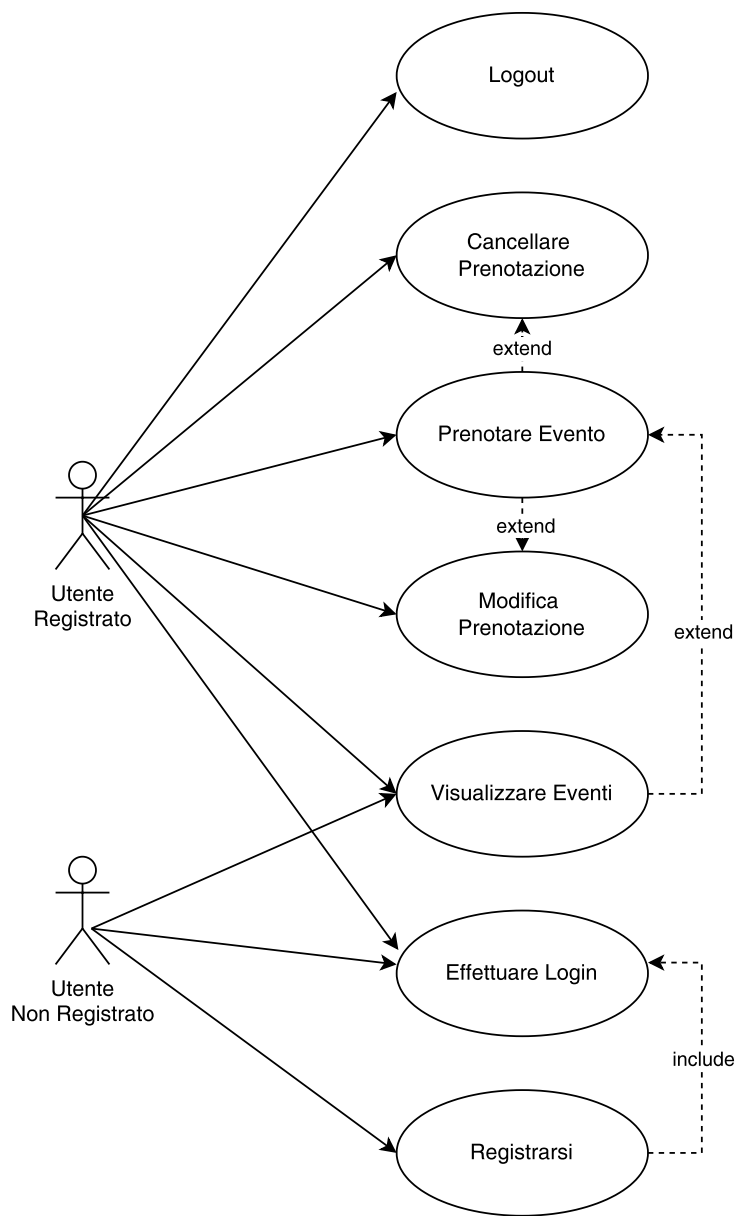 Logout
Cancellare
Prenotazione
extend
Prenotare Evento
extend
Utente
Registrato
Modifica
Prenotazione
extend
Visualizzare Eventi
Effettuare Login
Utente
Non Registrato
include
Registrarsi